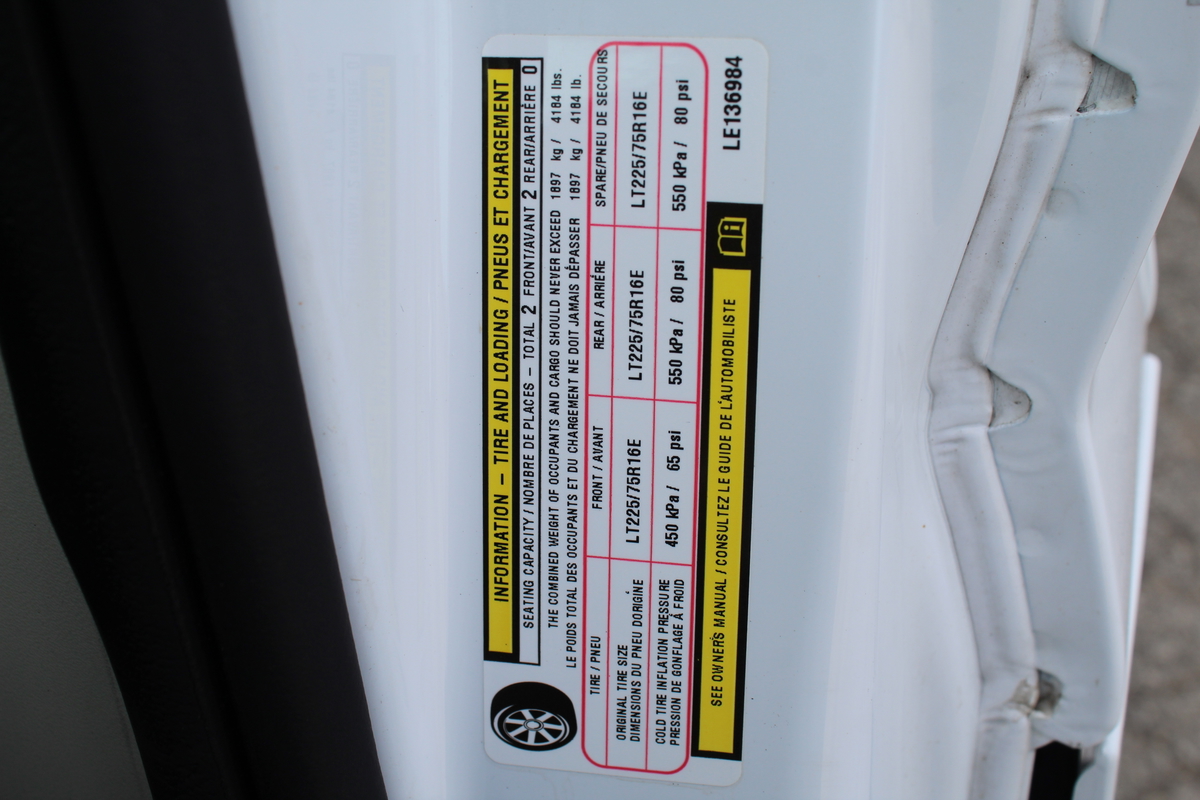 INFORMATION – TIRE AND LOADING / PNEUS ET CHARGEMENT
SEATING CAPACITY / NOMBRE DE PLACES – TOTAL 2 FRONT/AVANT 2 REAR/ARRIÈRE 0
THE COMBINED WEIGHT OF OCCUPANTS AND CARGO SHOULD NEVER EXCEED 1897 kg / 4184 lbs.
LE POIDS TOTAL DES OCCUPANTS ET DU CHARGEMENT NE DOIT JAMAIS DÉPASSER 1897 kg / 4184 lb.
TIRE / PNEU FRONT / AVANT REAR / ARRIÈRE SPARE/PNEU DE SECOURS
ORIGINAL TIRE SIZE
DIMENSIONS DU PNEU D'ORIGINE LT225/75R16E LT225/75R16E LT225/75R16E
COLD TIRE INFLATION PRESSURE
PRESSION DE GONFLAGE À FROID 450 kPa / 65 psi 550 kPa / 80 psi 550 kPa / 80 psi
SEE OWNER'S MANUAL / CONSULTEZ LE GUIDE DE L'AUTOMOBILISTE
LE136984